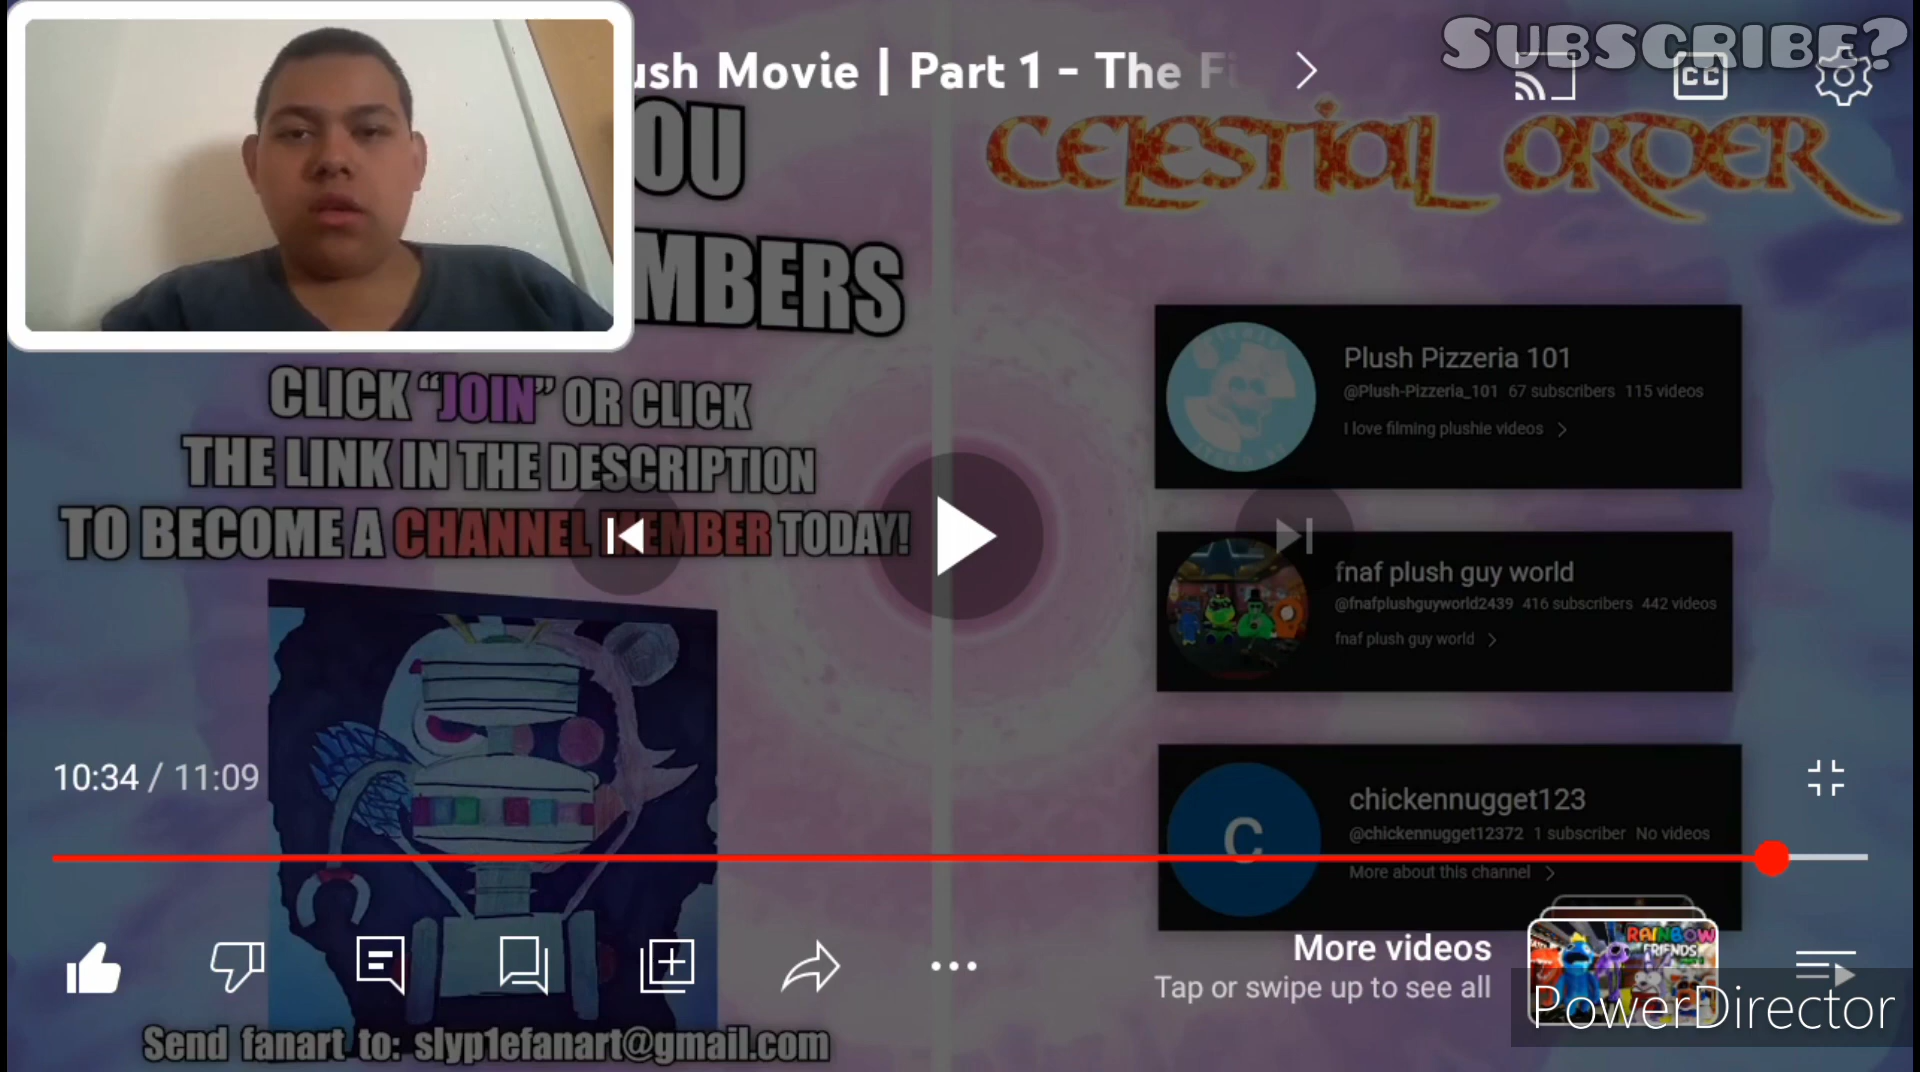 ush Movie | Part 1 - The Fi
SUBSCRIBE?
CC
OU
MBERS
CELESTIAL ORDER
CLICK “JOIN” OR CLICK
THE LINK IN THE DESCRIPTION
TO BECOME A CHANNEL MEMBER TODAY!
Plush Pizzeria 101
@Plush-Pizzeria_101 67 subscribers 115 videos
I love filming plushie videos
fnaf plush guy world
@fnafplushguyworld2439 416 subscribers 442 videos
fnaf plush guy world
10:34 / 11:09
C
chickennugget123
@chickennugget12372 1 subscriber No videos
More about this channel
More videos
Tap or swipe up to see all
RAINBOW
FRIENDS
PowerDirector
Send fanart to: slyp1efanart@gmail.com